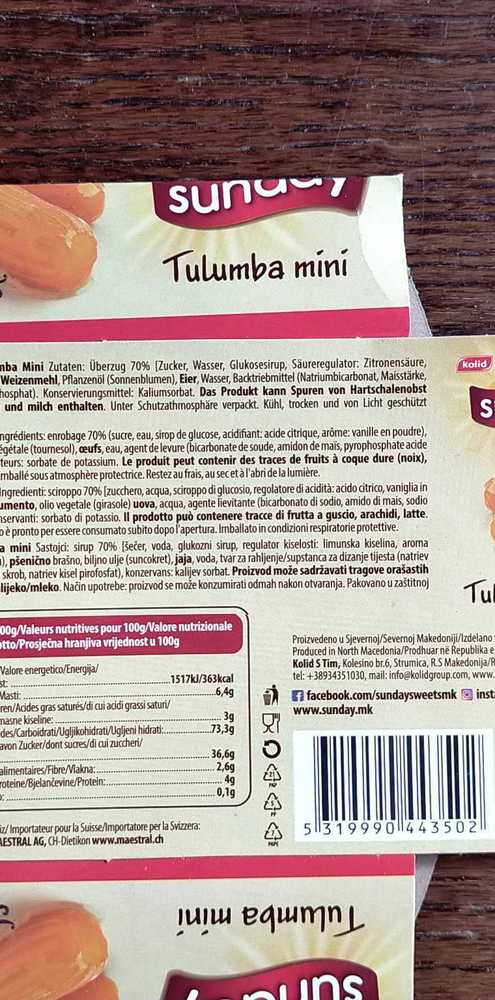 sunday
Tulumba mini
mba Mini Zutaten: Überzug 70% [Zucker, Wasser, Glukosesirup, Säureregulator: Zitronensäure,
Weizenmehl, Pflanzenöl (Sonnenblumen), Eier, Wasser, Backtriebmittel (Natriumbicarbonat, Maisstärke,
hosphat). Konservierungsmittel: Kaliumsorbat. Das Produkt kann Spuren von Hartschalenobst
und milch enthalten. Unter Schutzathmosphäre verpackt. Kühl, trocken und von Licht geschützt
ngrédients: enrobage 70% (sucre, eau, sirop de glucose, acidifiant: acide citrique, arôme: vanille en poudre),
égétale (tournesol), œufs, eau, agent de levure (bicarbonate de soude, amidon de maïs, pyrophosphate acide
teurs: sorbate de potassium. Le produit peut contenir des traces de fruits à coque dure (noix),
mballé sous atmosphère protectrice. Restez au frais, au sec et à l'abri de la lumière.
Ingredienti: sciroppo 70% [zucchero, acqua, sciroppo di glucosio, regolatore di acidità: acido citrico, vaniglia in
umento, olio vegetale (girasole) uova, acqua, agente lievitante (bicarbonato di sodio, amido di mais, sodio
nservanti: sorbato di potassio. Il prodotto può contenere tracce di frutta a guscio, arachidi, latte.
o è pronto per essere consumato subito dopo l'apertura. Imballato in condizioni respiratorie protettive.
a mini Sastojci: sirup 70% [šećer, voda, glukozni sirup, regulator kiselosti: limunska kiselina, aroma
), pšenično brašno, biljno ulje (suncokret), jaja, voda, tvar za rahljenje/supstanca za dizanje tijesta (natriev
skrob, natriev kisel pirofosfat), konzervans: kalijev sorbat. Proizvod može sadržavati tragove orašastih
lijeko/mleko. Način upotrebe: proizvod se može konzumirati odmah nakon otvaranja. Pakovano u zaštitnoj
00g/Valeurs nutritives pour 100g/Valore nutrizionale
otto/Prosječna hranjiva vrijednost u 100g
Valore energetico/Energija/
st: 1517kJ/363kcal
Masti: 6,4g
ren/Acides gras saturés/di cui acidi grassi saturi/
masne kiseline: 3g
des/Carboidrati/Ugljikohidrati/Ugljeni hidrati: 73,3g
avon Zucker/dont sucres/di cui zuccheri/
36,6g
alimentaires/Fibre/Vlakna: 2,6g
roteine/Bjelančevine/Protein: 4g
o: 0,1g
iz/ Importateur pour la Suisse/Importatore per la Svizzera:
AESTRAL AG, CH-Dietikon www.maestral.ch
21
PAP
5
PP
PAPE
kolid
S
Tul
Proizvedeno u Sjevernoj/Severnoj Makedoniji/Izdelano
Produced in North Macedonia/Prodhuar në Republika e
Kolid S Tim, Kolesino br.6, Strumica, R.S Makedonija/R
tel: +38934351030, mail: info@kolidgroup.com, www.
facebook.com/sundaysweetsmk inst
www.sunday.mk
5 319990 443502
Tulumba mini
sunday